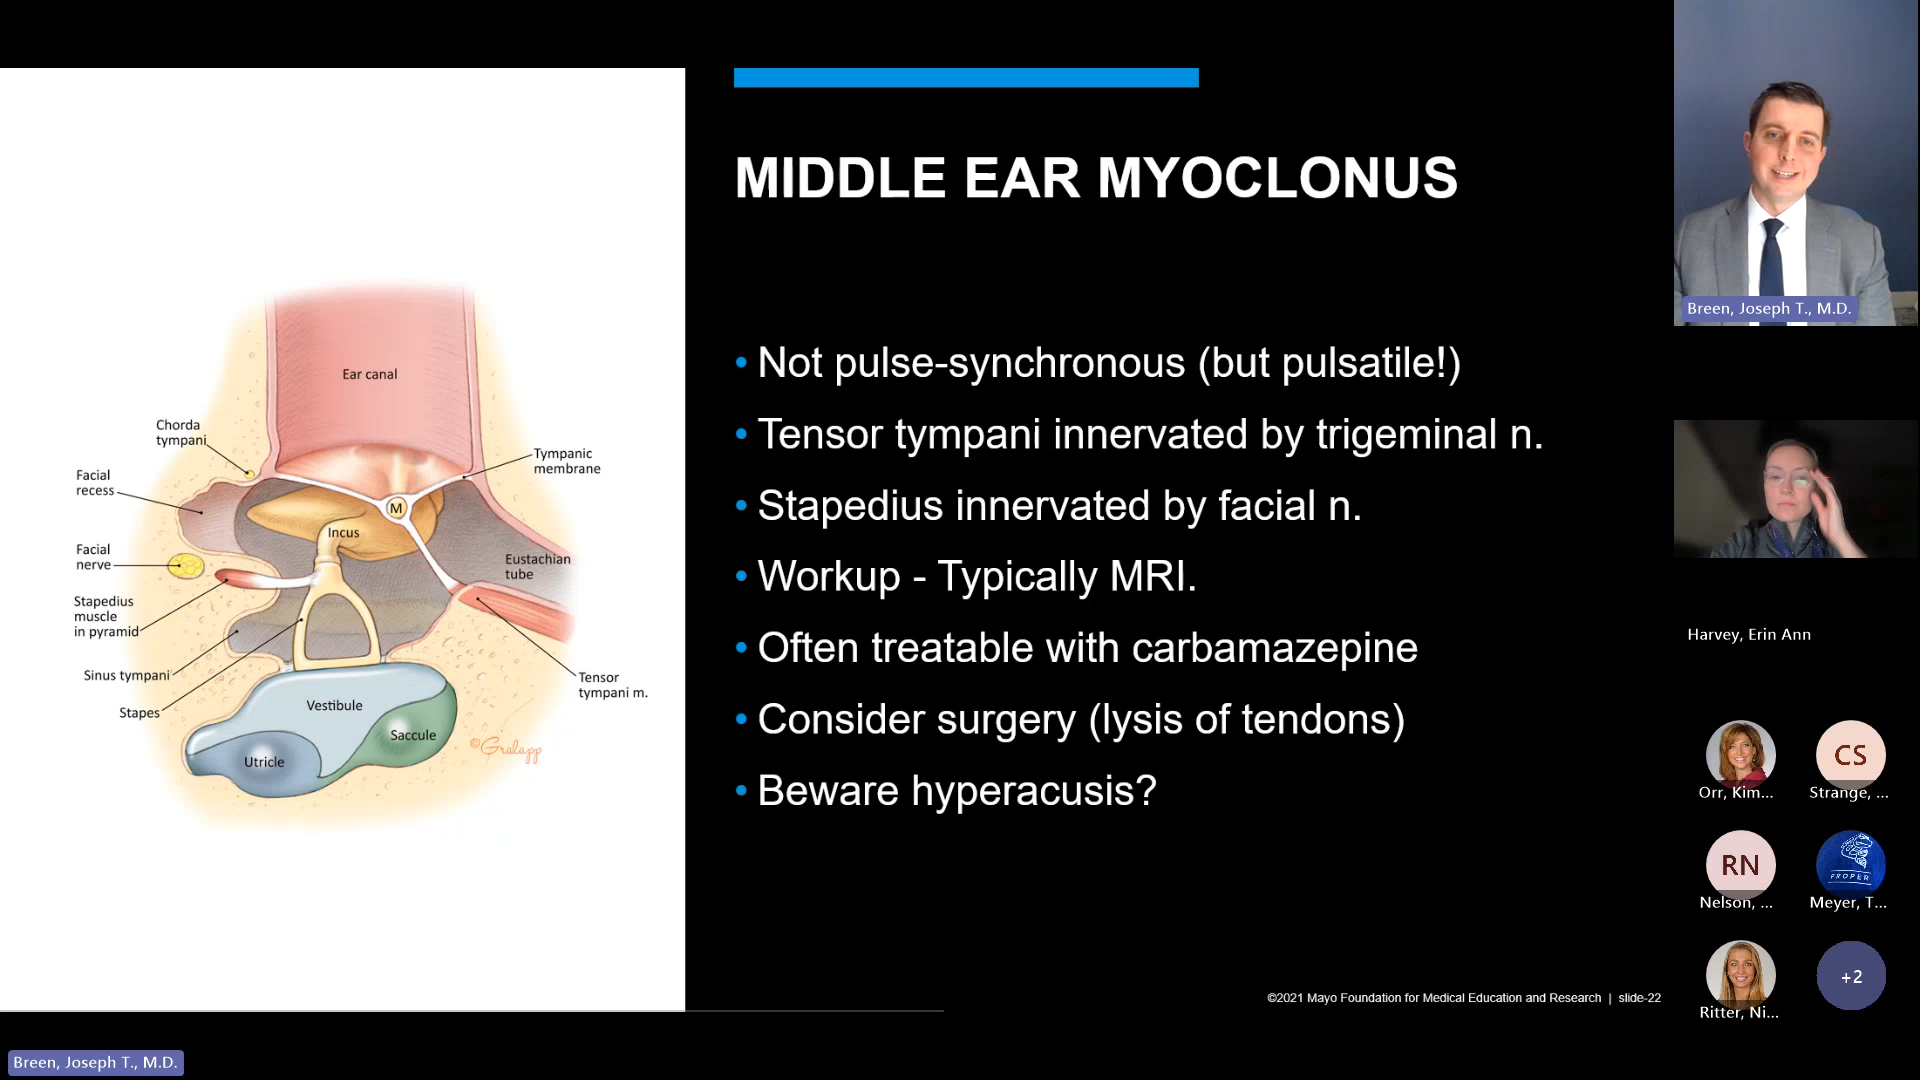 MIDDLE EAR MYOCLONUS
• Not pulse-synchronous (but pulsatile!)
• Tensor tympani innervated by trigeminal n.
• Stapedius innervated by facial n.
• Workup - Typically MRI.
• Often treatable with carbamazepine
• Consider surgery (lysis of tendons)
• Beware hyperacusis?
Ear canal
Chorda
tympani
Tympanic
membrane
Facial
recess
M
Incus
Facial
nerve
Eustachian
tube
Stapedius
muscle
in pyramid
Sinus tympani
Tensor
tympani m.
Stapes
Vestibule
Saccule
Utricle
©Gralapp
©2021 Mayo Foundation for Medical Education and Research | slide-22
Breen, Joseph T., M.D.
Harvey, Erin Ann
Orr, Kim...
CS
Strange, ...
RN
Nelson, ...
PROPER
Meyer, T...
Ritter, Ni...
+2
Breen, Joseph T., M.D.